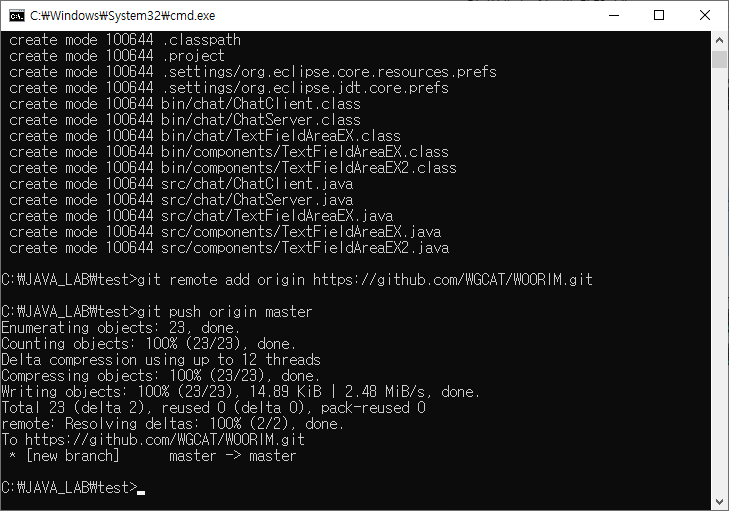 C:₩Windows₩System32₩cmd.exe
create mode 100644 .classpath
create mode 100644 .project
create mode 100644 .settings/org.eclipse.core.resources.prefs
create mode 100644 .settings/org.eclipse.jdt.core.prefs
create mode 100644 bin/chat/ChatClient.class
create mode 100644 bin/chat/ChatServer.class
create mode 100644 bin/chat/TextFieldAreaEX.class
create mode 100644 bin/components/TextFieldAreaEX.class
create mode 100644 bin/components/TextFieldAreaEX2.class
create mode 100644 src/chat/ChatClient.java
create mode 100644 src/chat/ChatServer.java
create mode 100644 src/chat/TextFieldAreaEX.java
create mode 100644 src/components/TextFieldAreaEX.java
create mode 100644 src/components/TextFieldAreaEX2.java
C:₩JAVA_LAB₩test>git remote add origin https://github.com/WGCAT/WOORIM.git
C:₩JAVA_LAB₩test>git push origin master
Enumerating objects: 23, done.
Counting objects: 100% (23/23), done.
Delta compression using up to 12 threads
Compressing objects: 100% (23/23), done.
Writing objects: 100% (23/23), 14.89 KiB | 2.48 MiB/s, done.
Total 23 (delta 2), reused 0 (delta 0), pack-reused 0
remote: Resolving deltas: 100% (2/2), done.
To https://github.com/WGCAT/WOORIM.git
* [new branch]      master -> master
C:₩JAVA_LAB₩test>